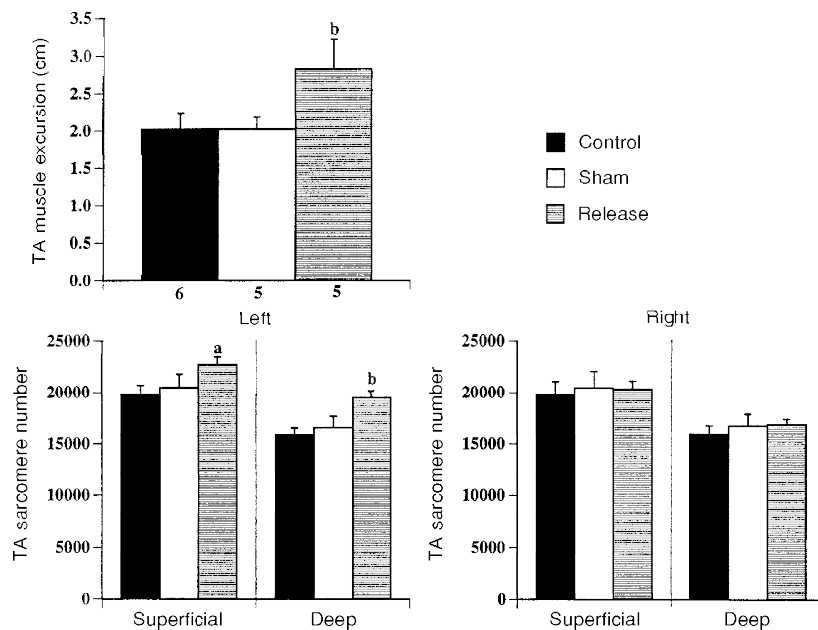 TA muscle excursion (cm)
3.5
3.0
2.5
2.0
1.5
1.0
0.5
0.0
b
6 5 5
Control
Sham
Release
Left
TA sarcomere number
25000
20000
15000
10000
5000
0
a
b
Superficial Deep
Right
TA sarcomere number
25000
20000
15000
10000
5000
0
Superficial Deep